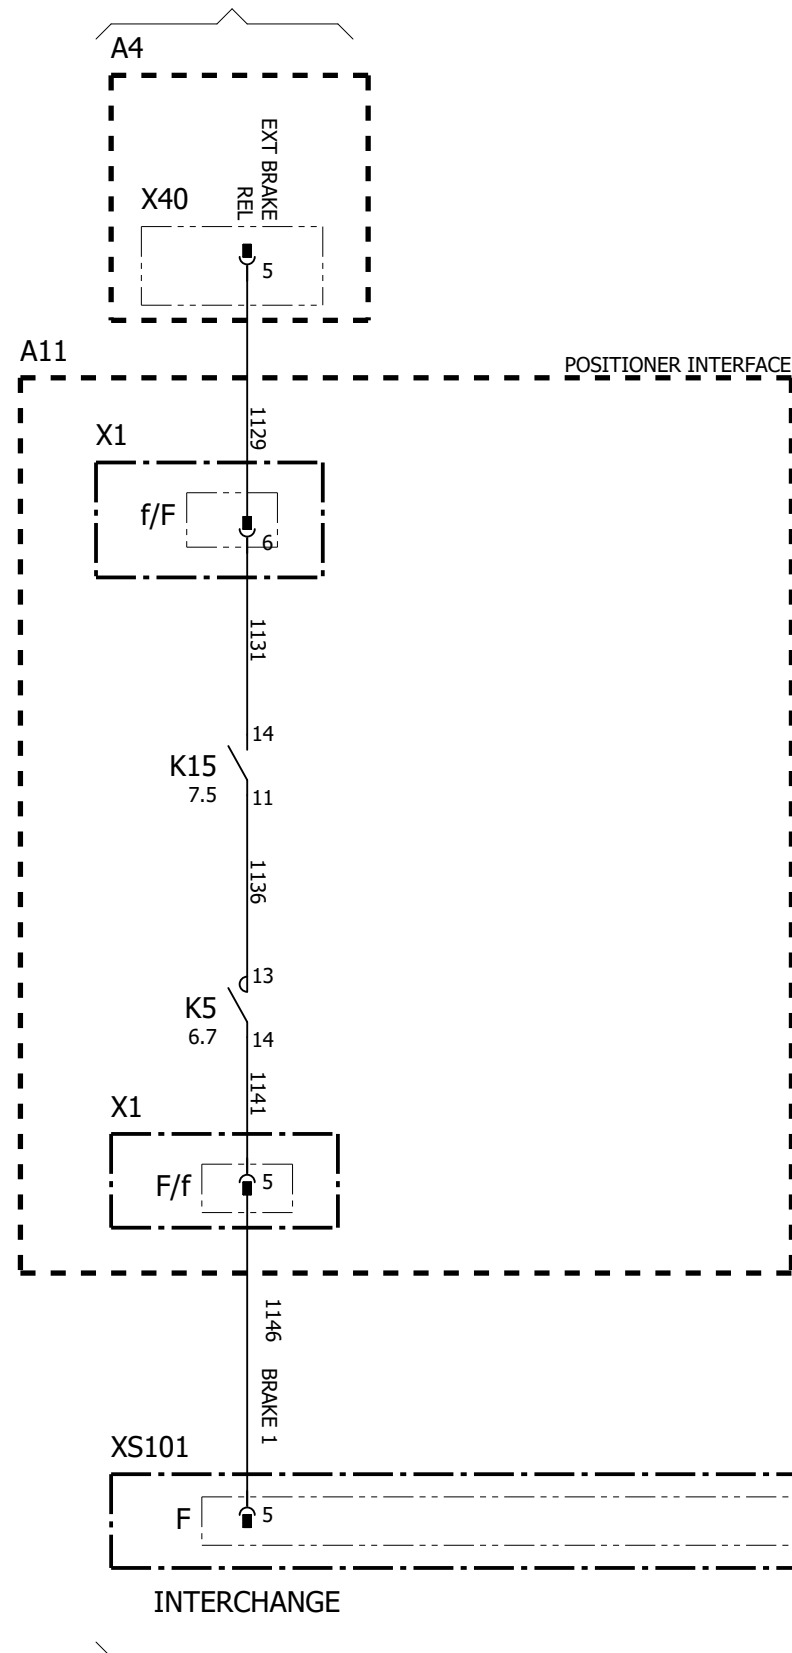 A4
EXT BRAKE
REL
X40
5
A11
POSITIONER INTERFACE
1129
X1
f/F
6
1131
14
K15
7.5
11
1136
13
K5
6.7
14
1141
X1
F/f
5
1146
BRAKE 1
XS101
F
5
INTERCHANGE